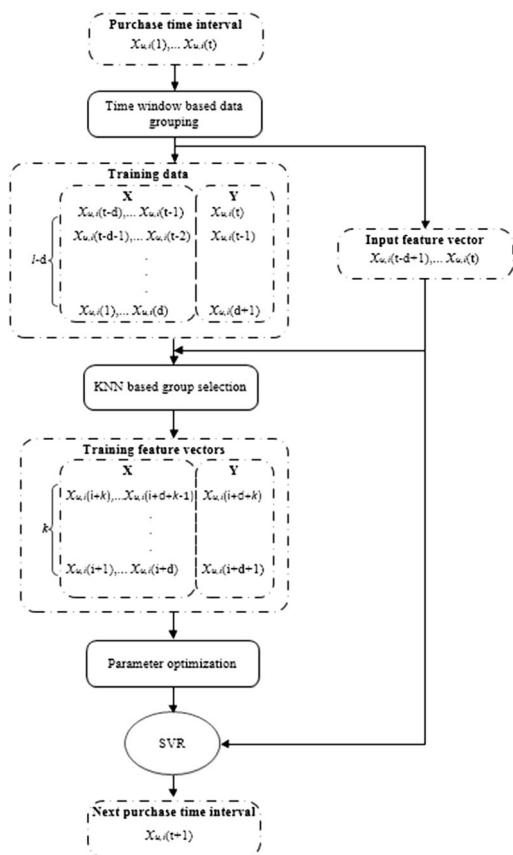 Purchase time interval
𝒳u,i(1),... 𝒳u,i(t)
Time window based data
grouping
Training data
X Y
𝒳u,i(t-d),... 𝒳u,i(t-1) 𝒳u,i(t)
𝒳u,i(t-d-1),... 𝒳u,i(t-2) 𝒳u,i(t-1)
l-d
.
.
.
𝒳u,i(1),... 𝒳u,i(d) 𝒳u,i(d+1)
Input feature vector
𝒳u,i(t-d+1),... 𝒳u,i(t)
KNN based group selection
Training feature vectors
X Y
𝒳u,i(i+k),...𝒳u,i(i+d+k-1) 𝒳u,i(i+d+k)
.
k
.
.
𝒳u,i(i+1),... 𝒳u,i(i+d) 𝒳u,i(i+d+1)
Parameter optimization
SVR
Next purchase time interval
𝒳u,i(t+1)